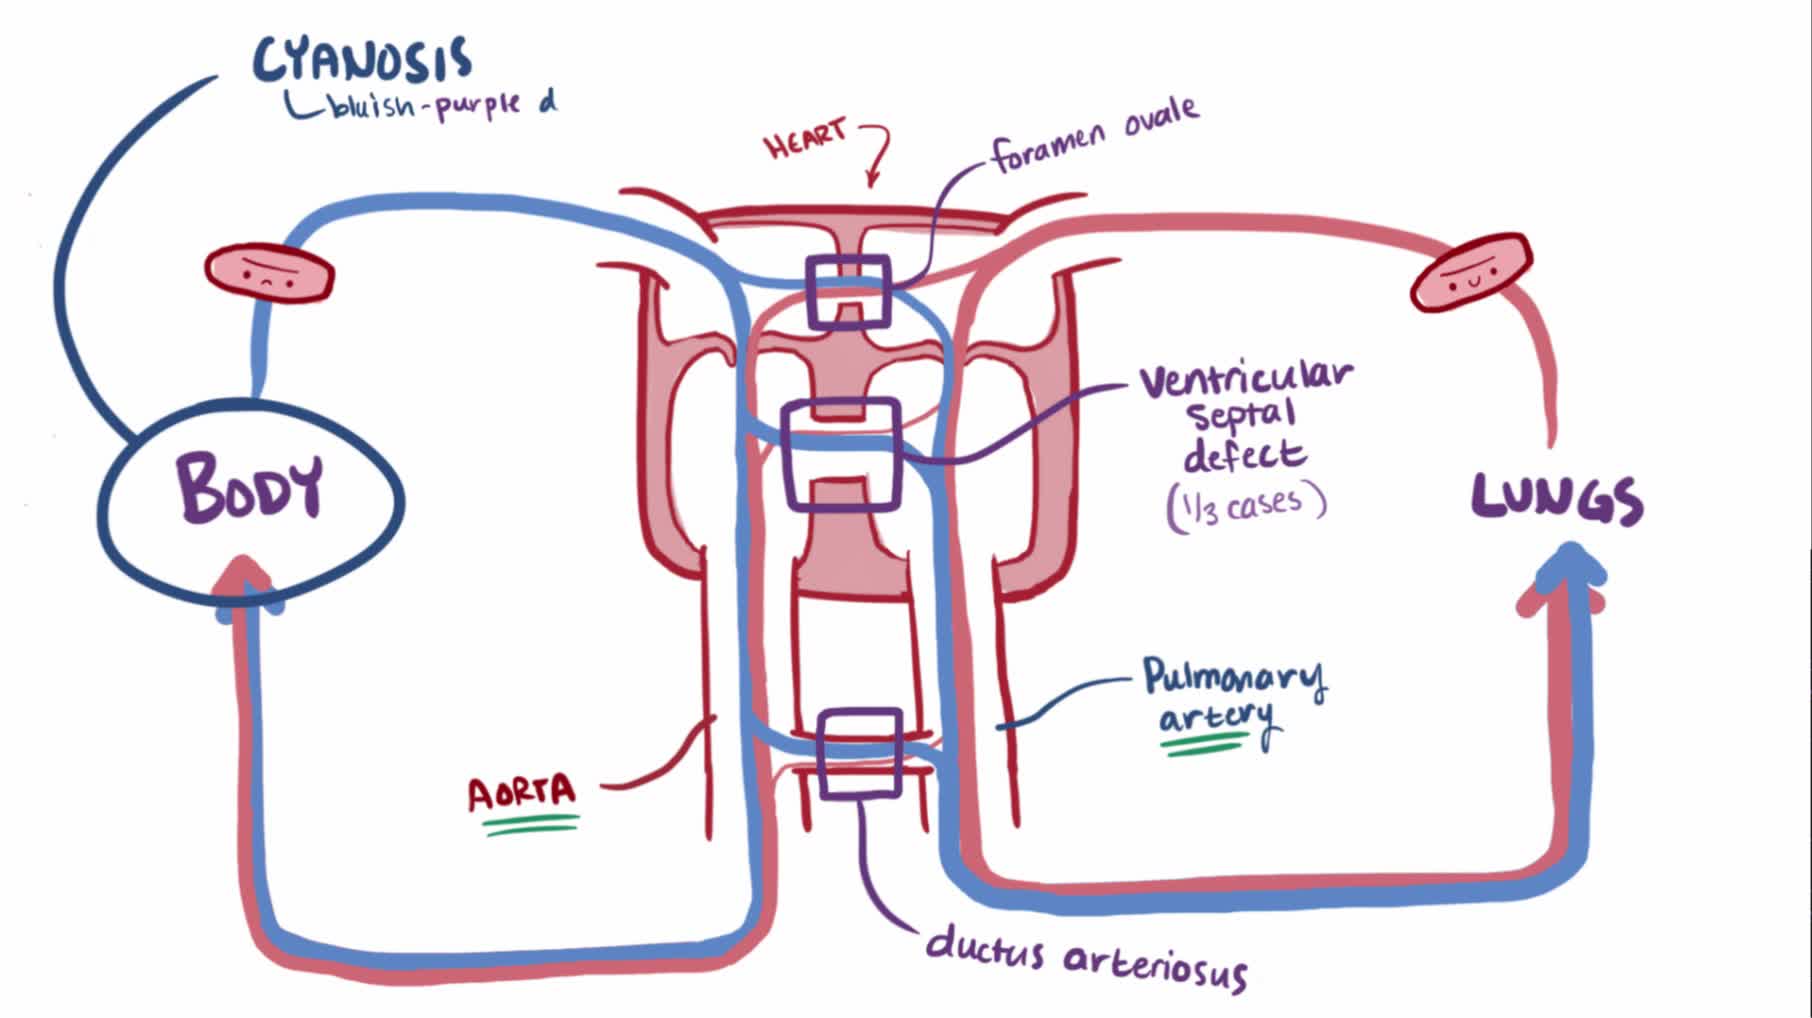 CYANOSIS
bluish-purple d
HEART
foramen ovale
Ventricular
septal
defect
(1/3 cases)
BODY
LUNGS
Pulmonary
artery
AORTA
ductus arteriosus